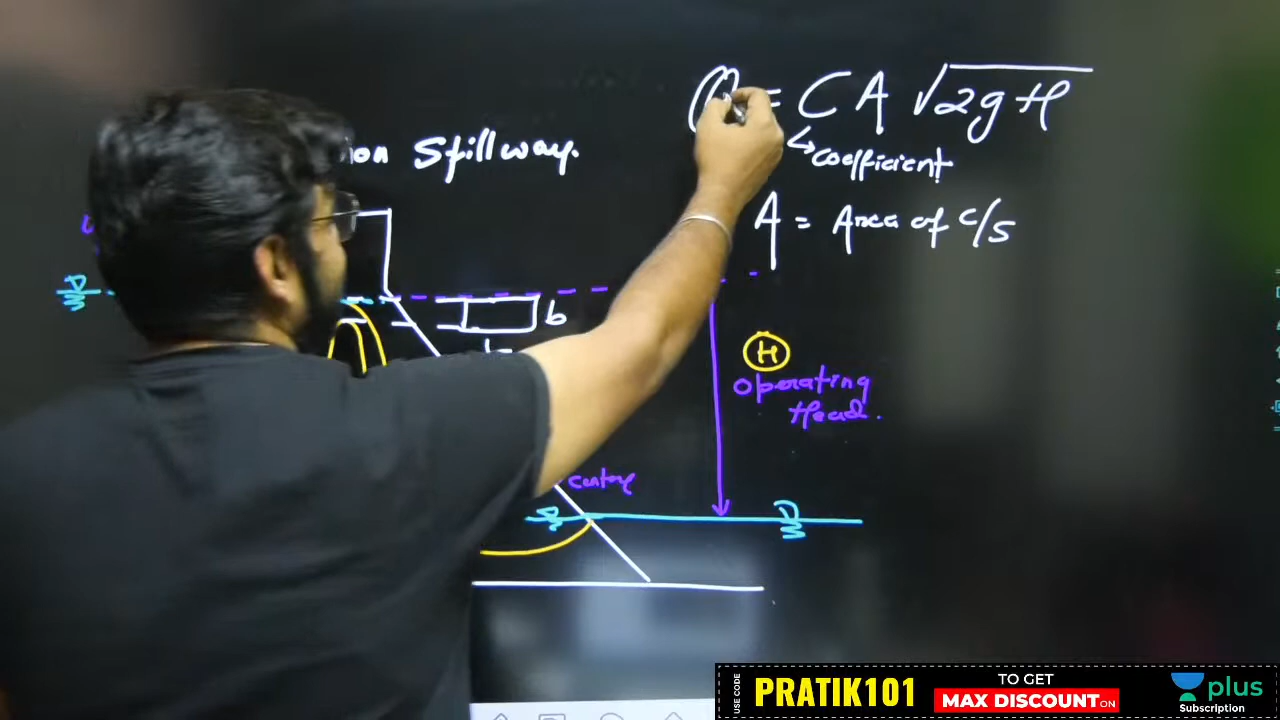 Q = C A √2gH
↳ coefficient
Spillway.
A = Area of c/s
b
H
Operating
Head.
USE CODE
PRATIK101
TO GET
MAX DISCOUNT ON
plus
Subscription